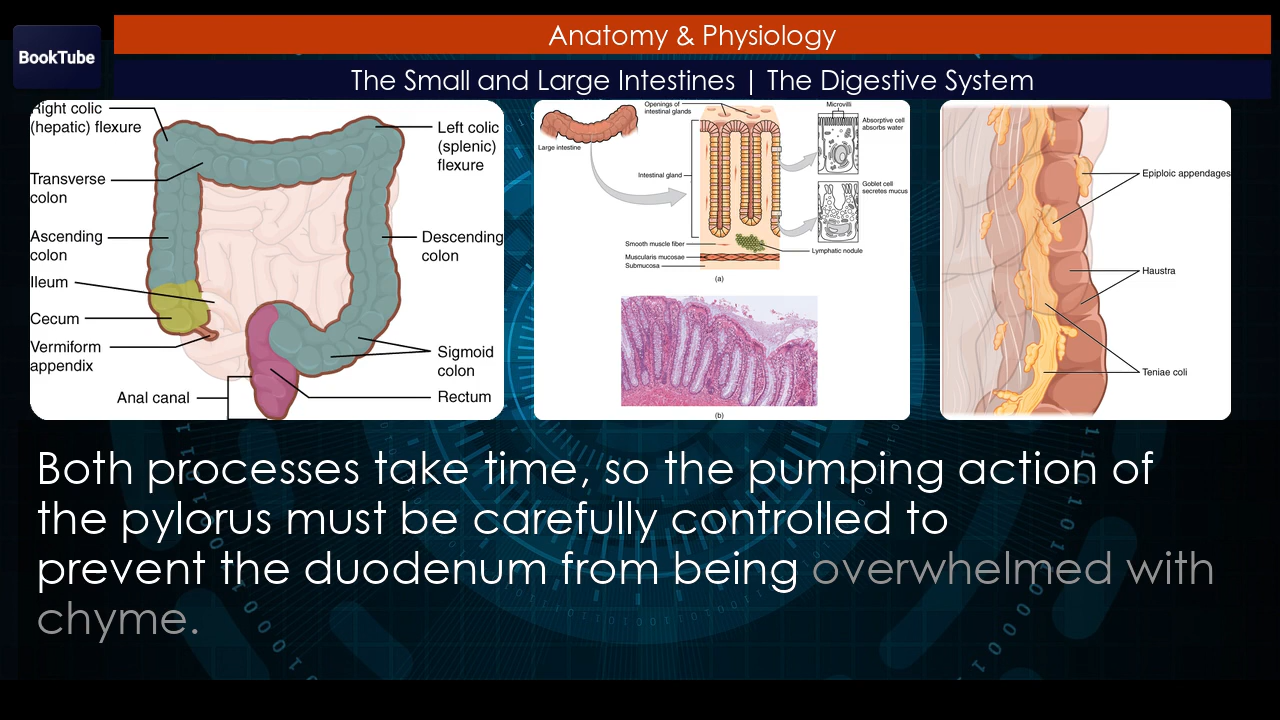 BookTube
Anatomy & Physiology
The Small and Large Intestines | The Digestive System
Right colic
(hepatic) flexure
Transverse
colon
Ascending
colon
Ileum
Cecum
Vermiform
appendix
Anal canal
Left colic
(splenic)
flexure
Descending
colon
Sigmoid
colon
Rectum
Large intestine
Openings of
intestinal glands
Intestinal gland
Smooth muscle fiber
Muscularis mucosae
Submucosa
Microvilli
Absorptive cell
absorbs water
Goblet cell
secretes mucus
Lymphatic nodule
(a)
(b)
Epiploic appendages
Haustra
Teniae coli
Both processes take time, so the pumping action of
the pylorus must be carefully controlled to
prevent the duodenum from being overwhelmed with
chyme.